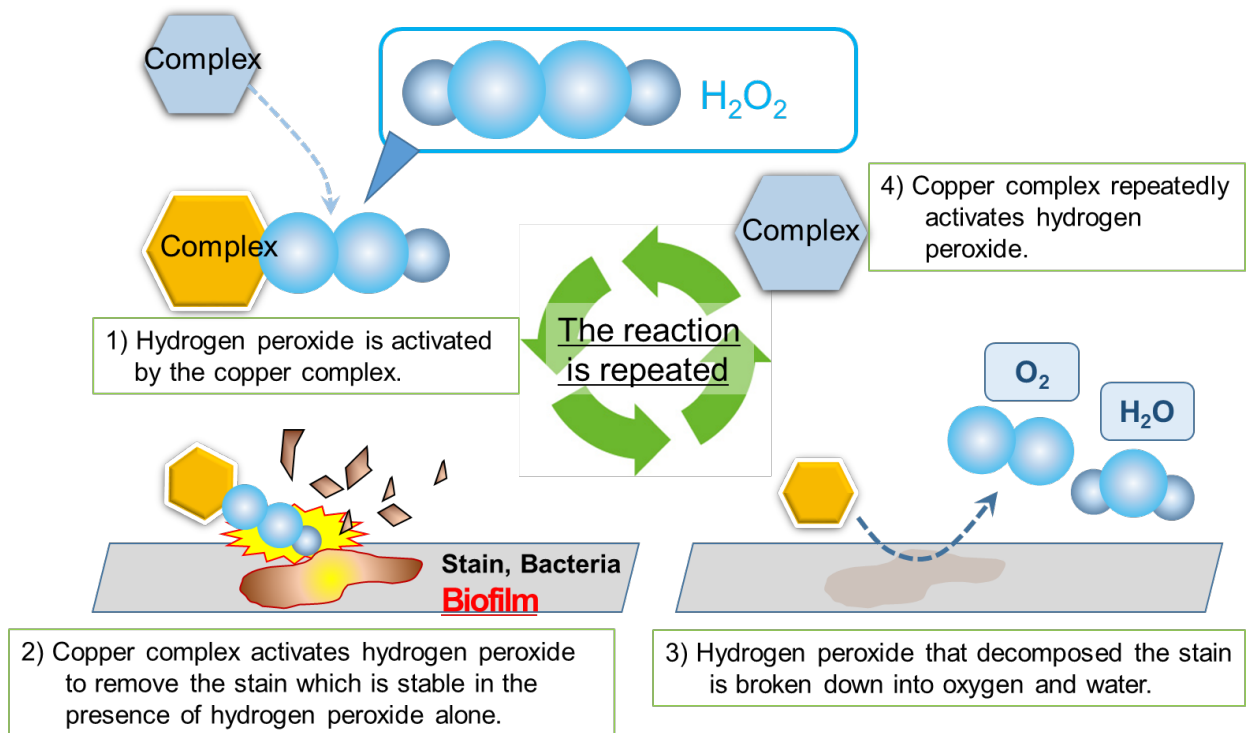 Complex
H₂O₂
Complex
1) Hydrogen peroxide is activated
by the copper complex.
The reaction
is repeated
Complex
4) Copper complex repeatedly
activates hydrogen
peroxide.
Stain, Bacteria
Biofilm
2) Copper complex activates hydrogen peroxide
to remove the stain which is stable in the
presence of hydrogen peroxide alone.
O₂
H₂O
3) Hydrogen peroxide that decomposed the stain
is broken down into oxygen and water.